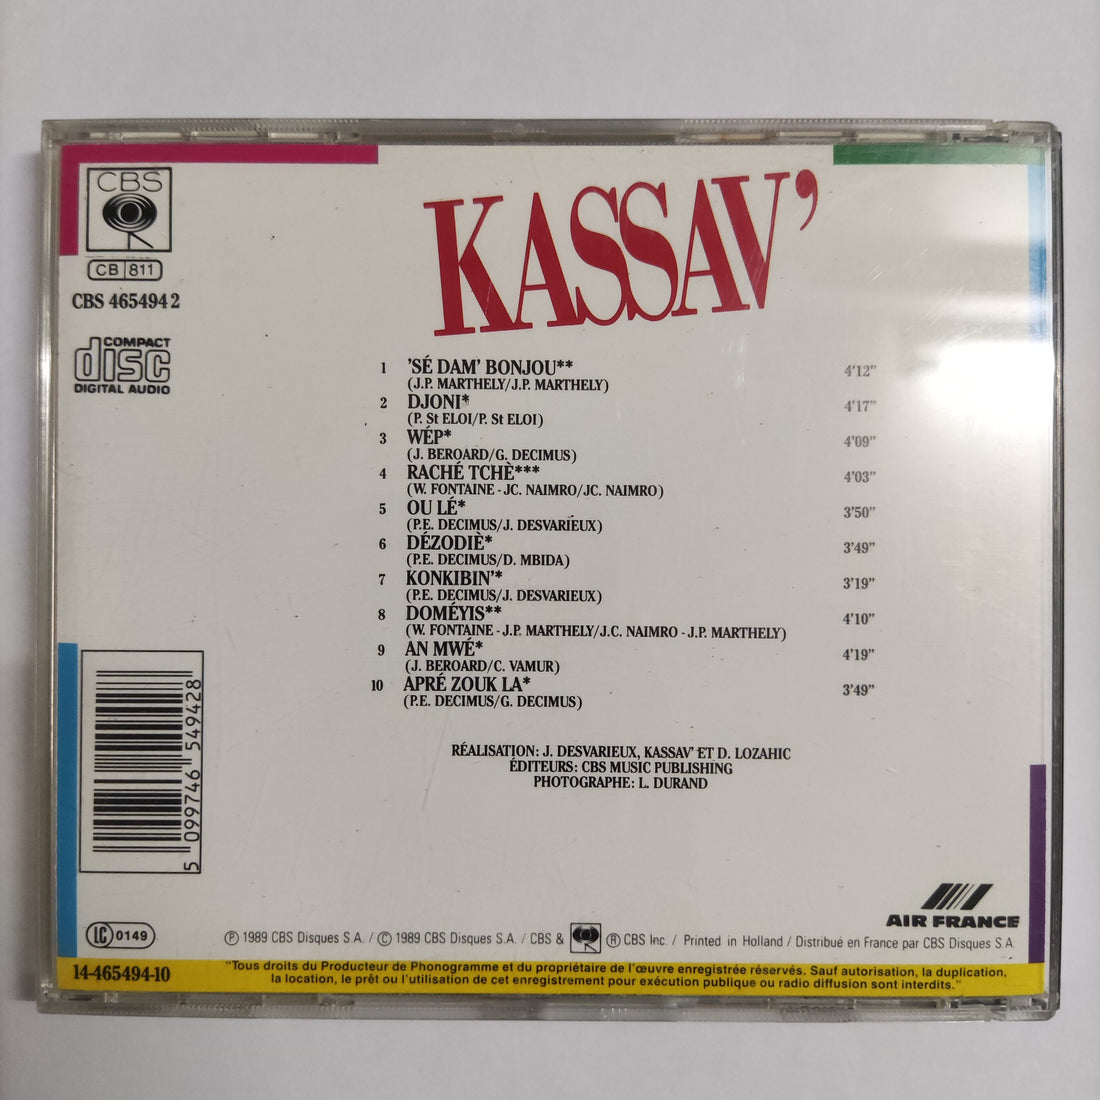 CBS
CB 811
CBS 465494 2
COMPACT
disc
DIGITAL AUDIO
KASSAV'
1 'SÉ DAM' BONJOU** 4'12"
(J.P. MARTHELY/J.P. MARTHELY)
2 DJONI* 4'17"
(P. St ELOI/P. St ELOI)
3 WÉP* 4'09"
(J. BEROARD/G. DECIMUS)
4 RACHÉ TCHÈ*** 4'03"
(W. FONTAINE - JC. NAIMRO/JC. NAIMRO)
5 OU LÉ* 3'50"
(P.E. DECIMUS/J. DESVARIEUX)
6 DÉZODIÈ* 3'49"
(P.E. DECIMUS/D. MBIDA)
7 KONKIBIN'* 3'19"
(P.E. DECIMUS/J. DESVARIEUX)
8 DOMÉYIS** 4'10"
(W. FONTAINE - J.P. MARTHELY/J.C. NAIMRO - J.P. MARTHELY)
9 AN MWÉ* 4'19"
(J. BEROARD/C. VAMUR)
10 APRÉ ZOUK LA* 3'49"
(P.E. DECIMUS/G. DECIMUS)
RÉALISATION: J. DESVARIEUX, KASSAV' ET D. LOZAHIC
ÉDITEURS: CBS MUSIC PUBLISHING
PHOTOGRAPHE: L. DURAND
5 099746 549428
AIR FRANCE
LC 0149
Ⓟ 1989 CBS Disques S.A. / Ⓒ 1989 CBS Disques S.A. / CBS & Ⓡ CBS Inc. / Printed in Holland / Distribué en France par CBS Disques S.A.
14-465494-10
"Tous droits du Producteur de Phonogramme et du propriétaire de l'œuvre enregistrée réservés. Sauf autorisation, la duplication,
la location, le prêt ou l'utilisation de cet enregistrement pour exécution publique ou radio diffusion sont interdits."